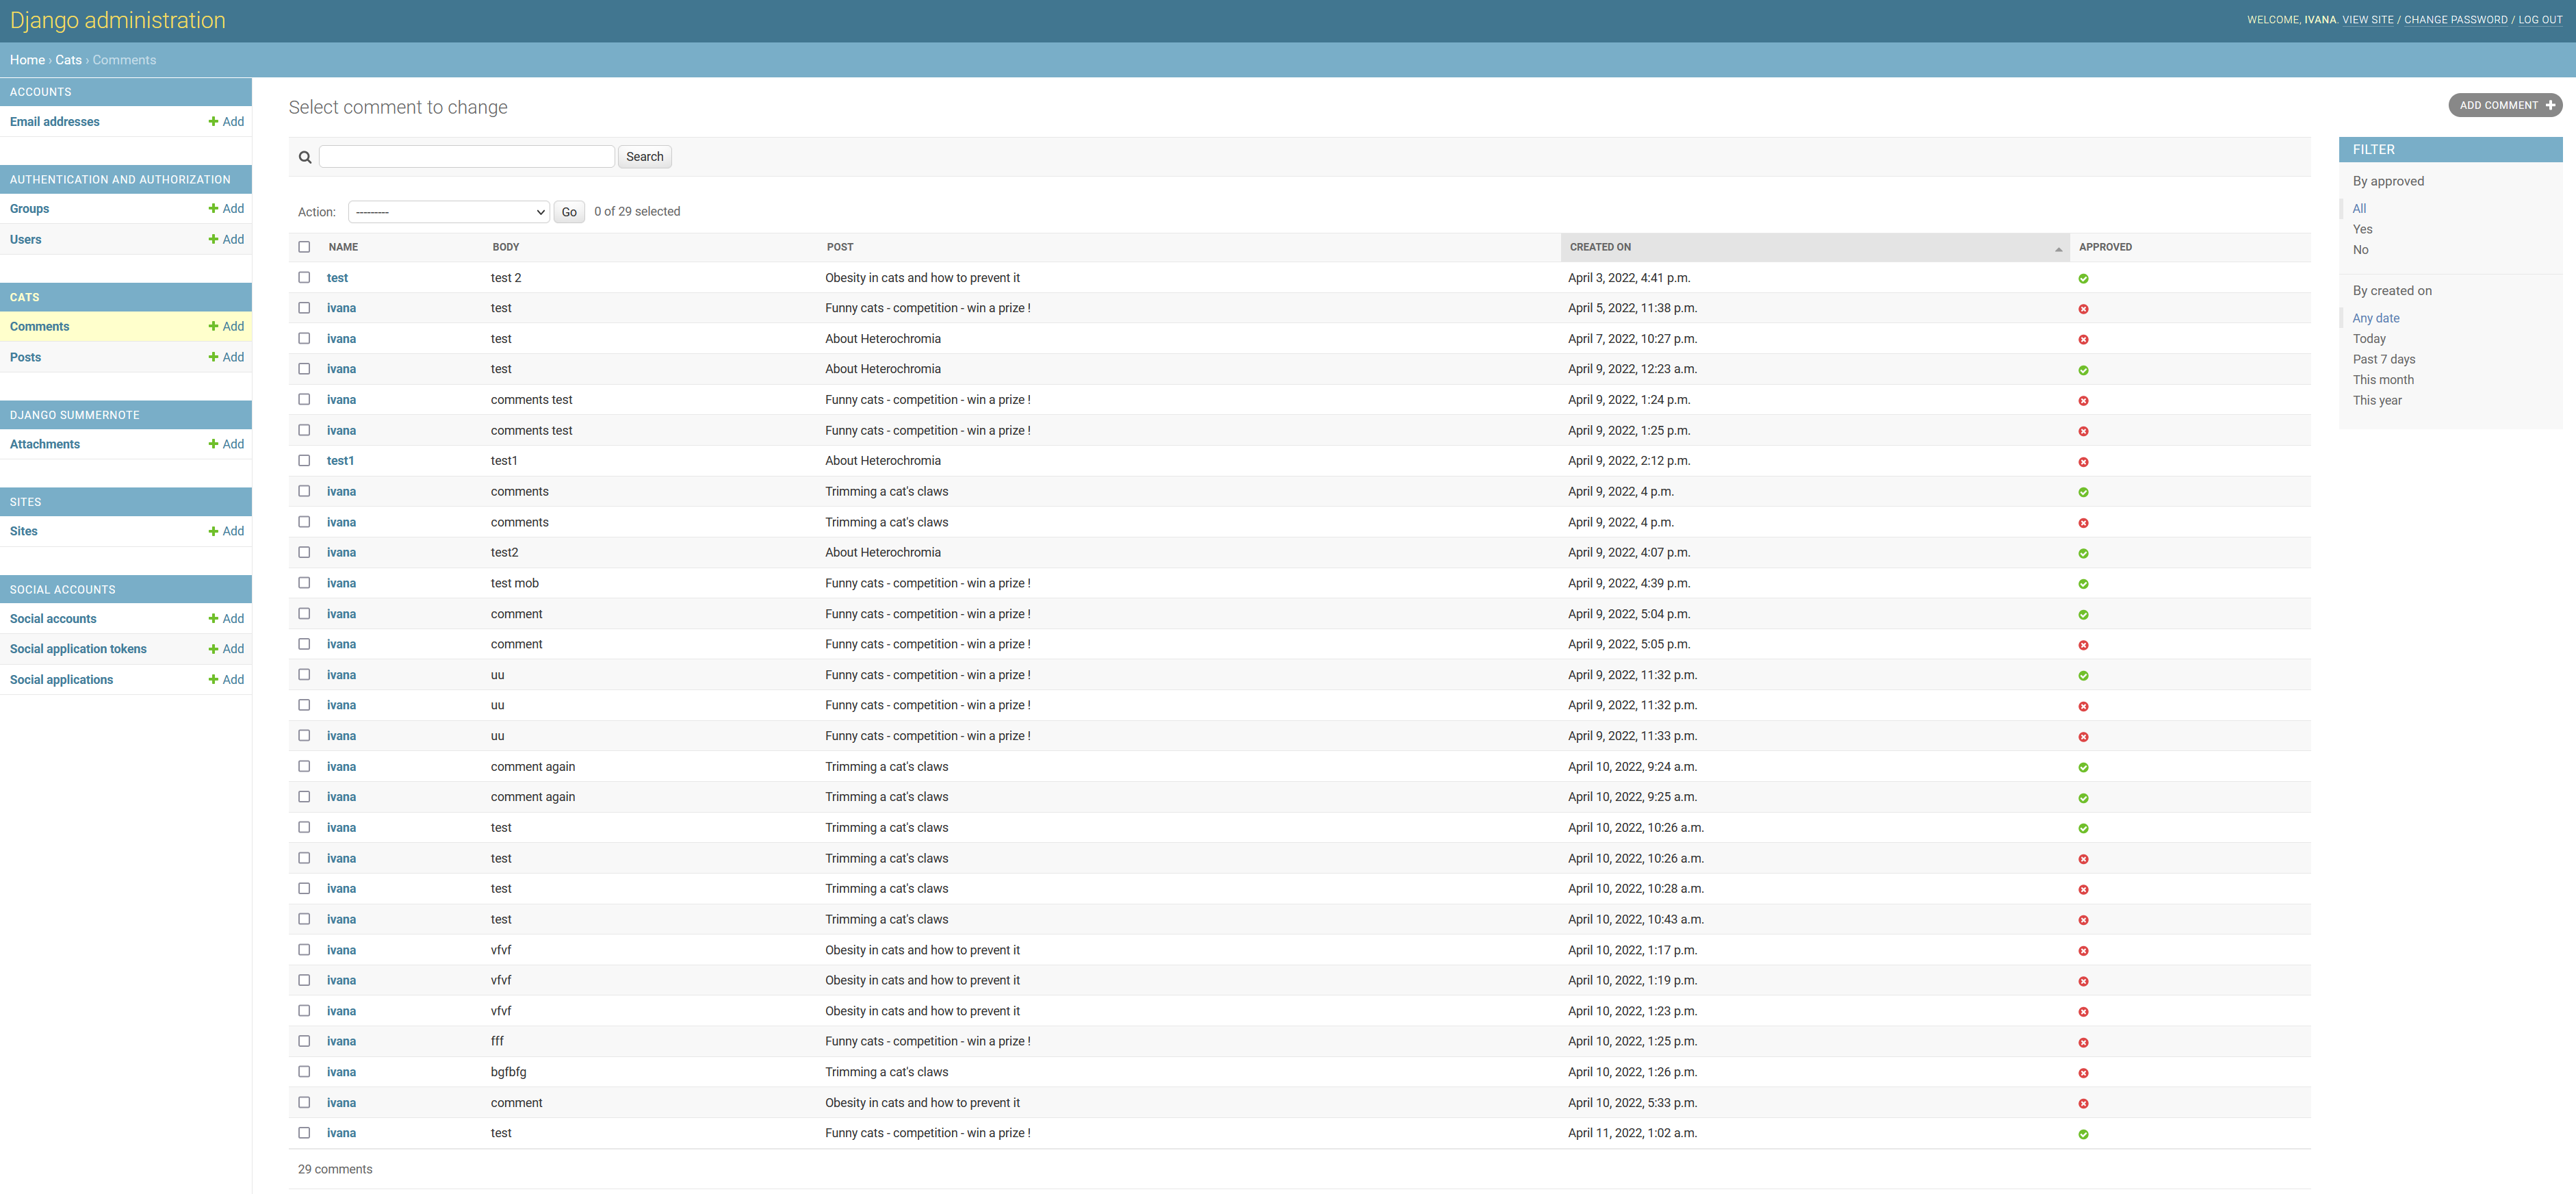 Django administration
WELCOME, IVANA. VIEW SITE / CHANGE PASSWORD / LOG OUT
Home › Cats › Comments
ACCOUNTS
Email addresses Add
AUTHENTICATION AND AUTHORIZATION
Groups Add
Users Add
CATS
Comments Add
Posts Add
DJANGO SUMMERNOTE
Attachments Add
SITES
Sites Add
SOCIAL ACCOUNTS
Social accounts Add
Social application tokens Add
Social applications Add
Select comment to change
ADD COMMENT
Search
Action: --------- Go 0 of 29 selected
NAME BODY POST CREATED ON APPROVED
test test 2 Obesity in cats and how to prevent it April 3, 2022, 4:41 p.m.
ivana test Funny cats - competition - win a prize ! April 5, 2022, 11:38 p.m.
ivana test About Heterochromia April 7, 2022, 10:27 p.m.
ivana test About Heterochromia April 9, 2022, 12:23 a.m.
ivana comments test Funny cats - competition - win a prize ! April 9, 2022, 1:24 p.m.
ivana comments test Funny cats - competition - win a prize ! April 9, 2022, 1:25 p.m.
test1 test1 About Heterochromia April 9, 2022, 2:12 p.m.
ivana comments Trimming a cat's claws April 9, 2022, 4 p.m.
ivana comments Trimming a cat's claws April 9, 2022, 4 p.m.
ivana test2 About Heterochromia April 9, 2022, 4:07 p.m.
ivana test mob Funny cats - competition - win a prize ! April 9, 2022, 4:39 p.m.
ivana comment Funny cats - competition - win a prize ! April 9, 2022, 5:04 p.m.
ivana comment Funny cats - competition - win a prize ! April 9, 2022, 5:05 p.m.
ivana uu Funny cats - competition - win a prize ! April 9, 2022, 11:32 p.m.
ivana uu Funny cats - competition - win a prize ! April 9, 2022, 11:32 p.m.
ivana uu Funny cats - competition - win a prize ! April 9, 2022, 11:33 p.m.
ivana comment again Trimming a cat's claws April 10, 2022, 9:24 a.m.
ivana comment again Trimming a cat's claws April 10, 2022, 9:25 a.m.
ivana test Trimming a cat's claws April 10, 2022, 10:26 a.m.
ivana test Trimming a cat's claws April 10, 2022, 10:26 a.m.
ivana test Trimming a cat's claws April 10, 2022, 10:28 a.m.
ivana test Trimming a cat's claws April 10, 2022, 10:43 a.m.
ivana vfvf Obesity in cats and how to prevent it April 10, 2022, 1:17 p.m.
ivana vfvf Obesity in cats and how to prevent it April 10, 2022, 1:19 p.m.
ivana vfvf Obesity in cats and how to prevent it April 10, 2022, 1:23 p.m.
ivana fff Funny cats - competition - win a prize ! April 10, 2022, 1:25 p.m.
ivana bgfbfg Trimming a cat's claws April 10, 2022, 1:26 p.m.
ivana comment Obesity in cats and how to prevent it April 10, 2022, 5:33 p.m.
ivana test Funny cats - competition - win a prize ! April 11, 2022, 1:02 a.m.
29 comments
FILTER
By approved
All
Yes
No
By created on
Any date
Today
Past 7 days
This month
This year